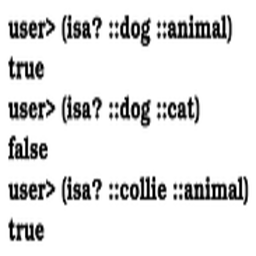 user> (isa? ::dog ::animal)
true
user> (isa? ::dog ::cat)
false
user> (isa? ::collie ::animal)
true